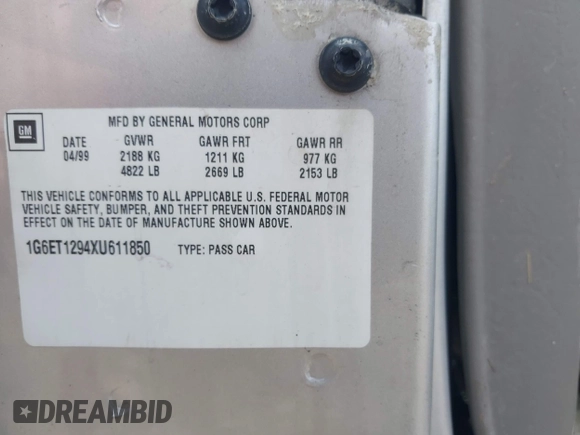 GM
MFD BY GENERAL MOTORS CORP
DATE GVWR GAWR FRT GAWR RR
04/99 2188 KG 1211 KG 977 KG
4822 LB 2669 LB 2153 LB
THIS VEHICLE CONFORMS TO ALL APPLICABLE U.S. FEDERAL MOTOR
VEHICLE SAFETY, BUMPER, AND THEFT PREVENTION STANDARDS IN
EFFECT ON THE DATE OF MANUFACTURE SHOWN ABOVE.
1G6ET1294XU611850 TYPE: PASS CAR
DREAMBID